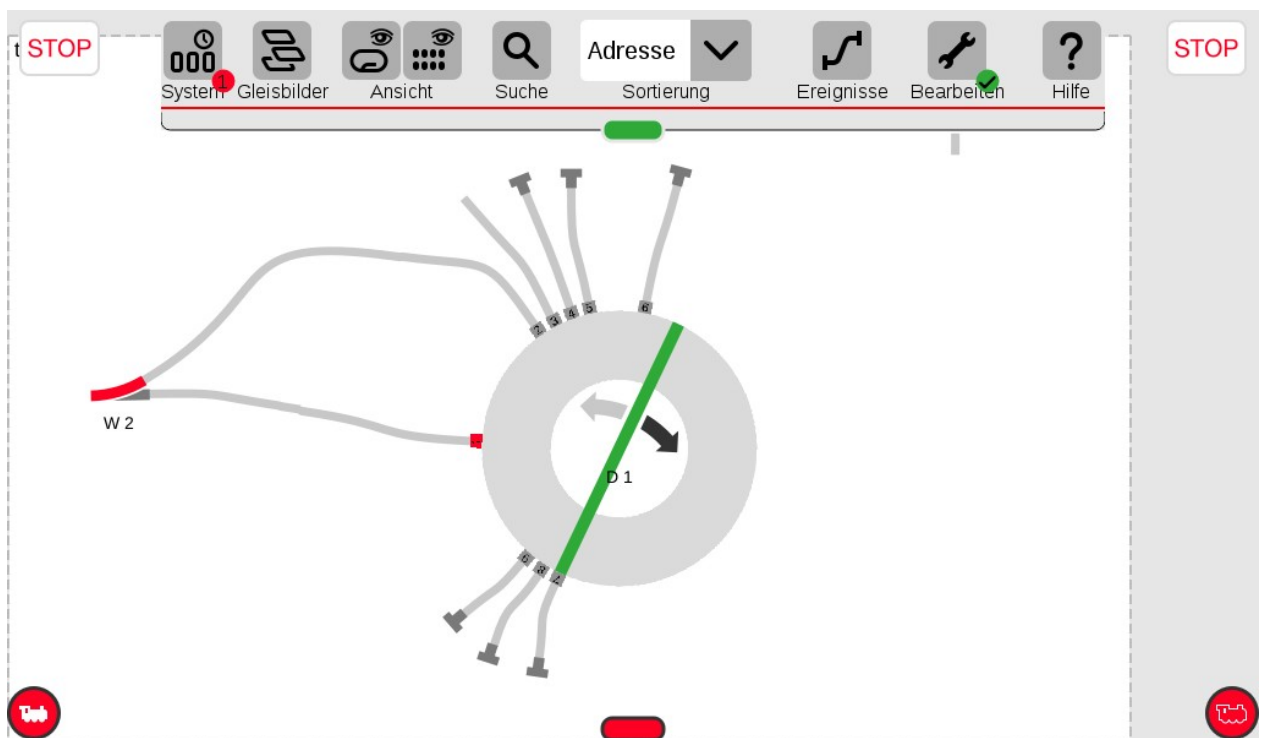 t STOP
1
Adresse
STOP
System Gleisbilder Ansicht Suche Sortierung Ereignisse Bearbeiten Hilfe
6
5
4
3
2
W 2
D 1
9
8
7